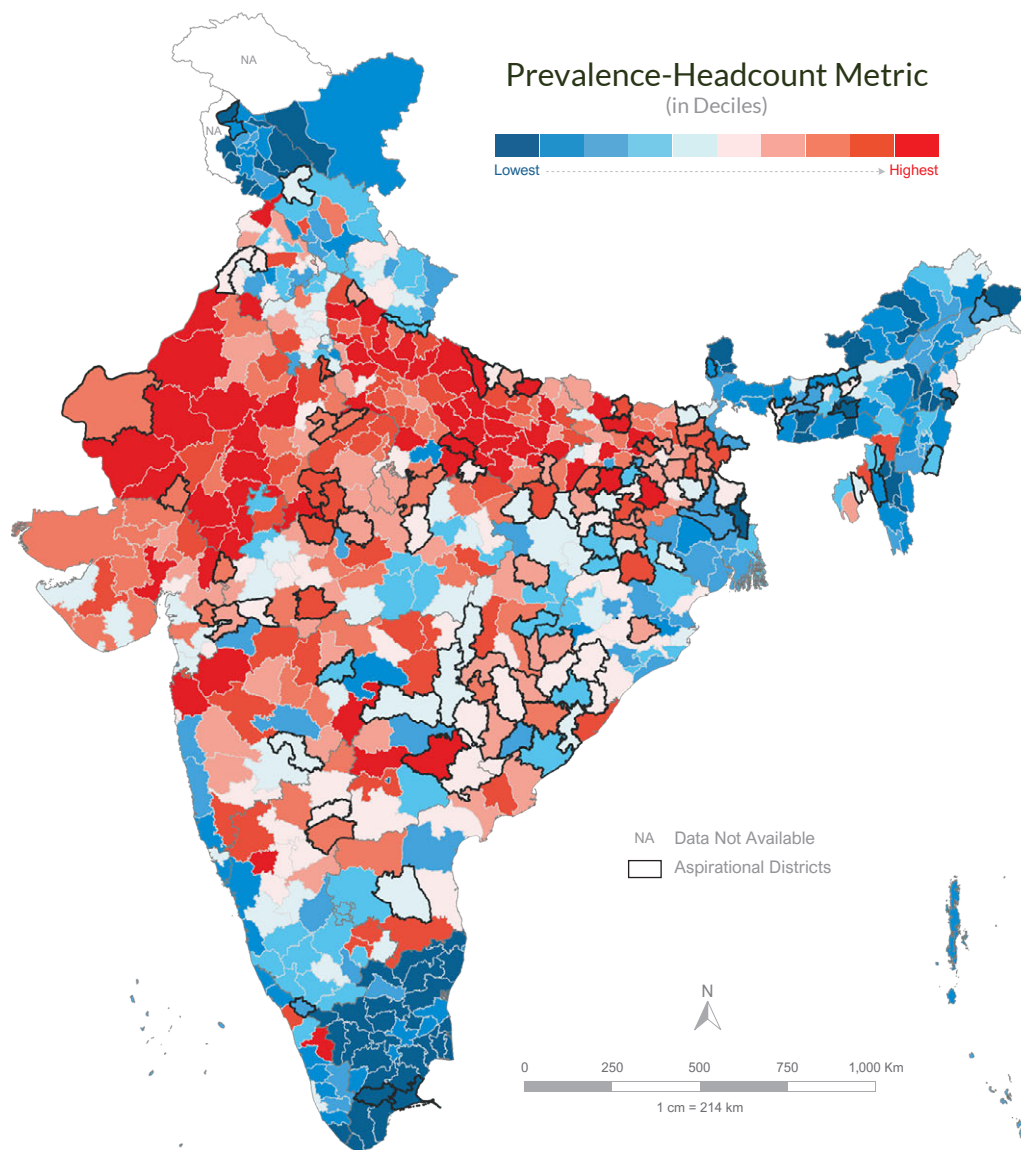 NA
NA
Prevalence-Headcount Metric
(in Deciles)
Lowest
Highest
NA Data Not Available
Aspirational Districts
N
0 250 500 750 1,000 Km
1 cm = 214 km